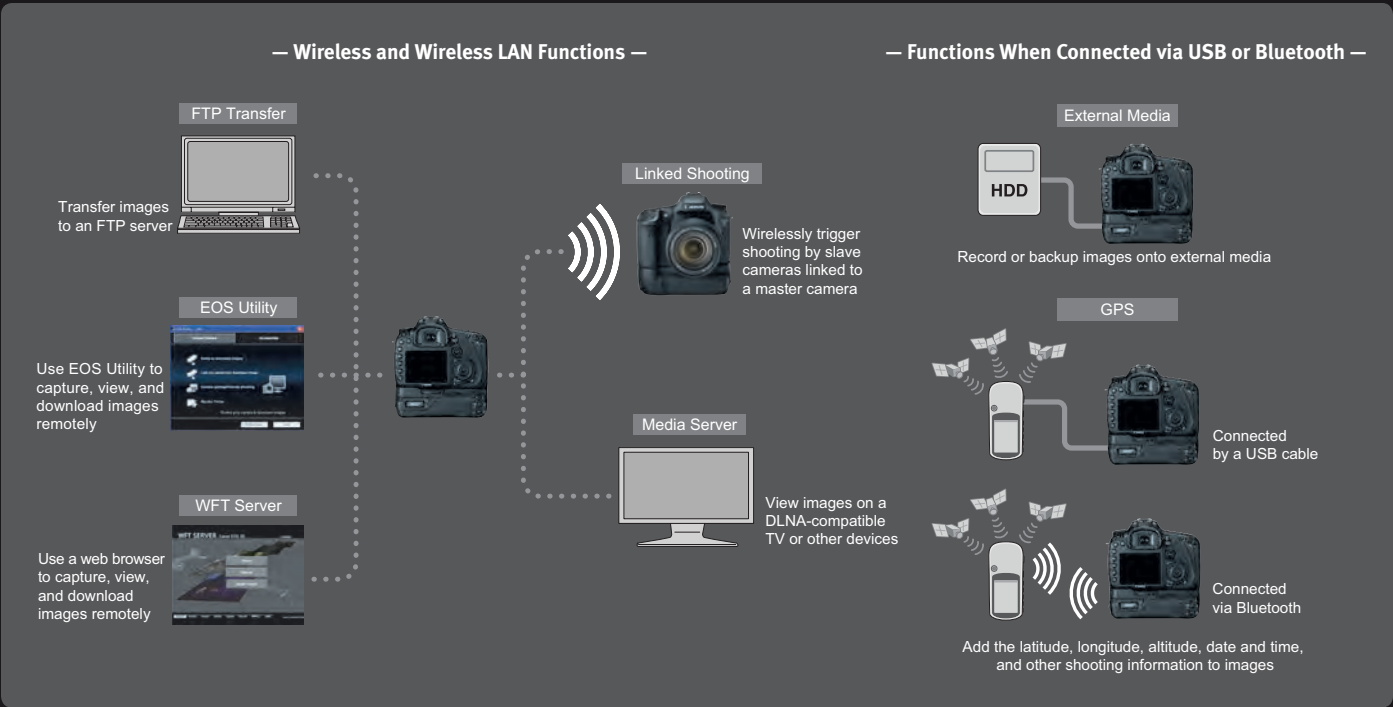 — Wireless and Wireless LAN Functions —
FTP Transfer
Transfer images
to an FTP server
EOS Utility
Use EOS Utility to
capture, view, and
download images
remotely
WFT Server
WFT SERVER
Use a web browser
to capture, view,
and download
images remotely
Linked Shooting
Wirelessly trigger
shooting by slave
cameras linked to
a master camera
Media Server
View images on a
DLNA-compatible
TV or other devices
— Functions When Connected via USB or Bluetooth —
External Media
HDD
Record or backup images onto external media
GPS
Connected
by a USB cable
Connected
via Bluetooth
Add the latitude, longitude, altitude, date and time,
and other shooting information to images